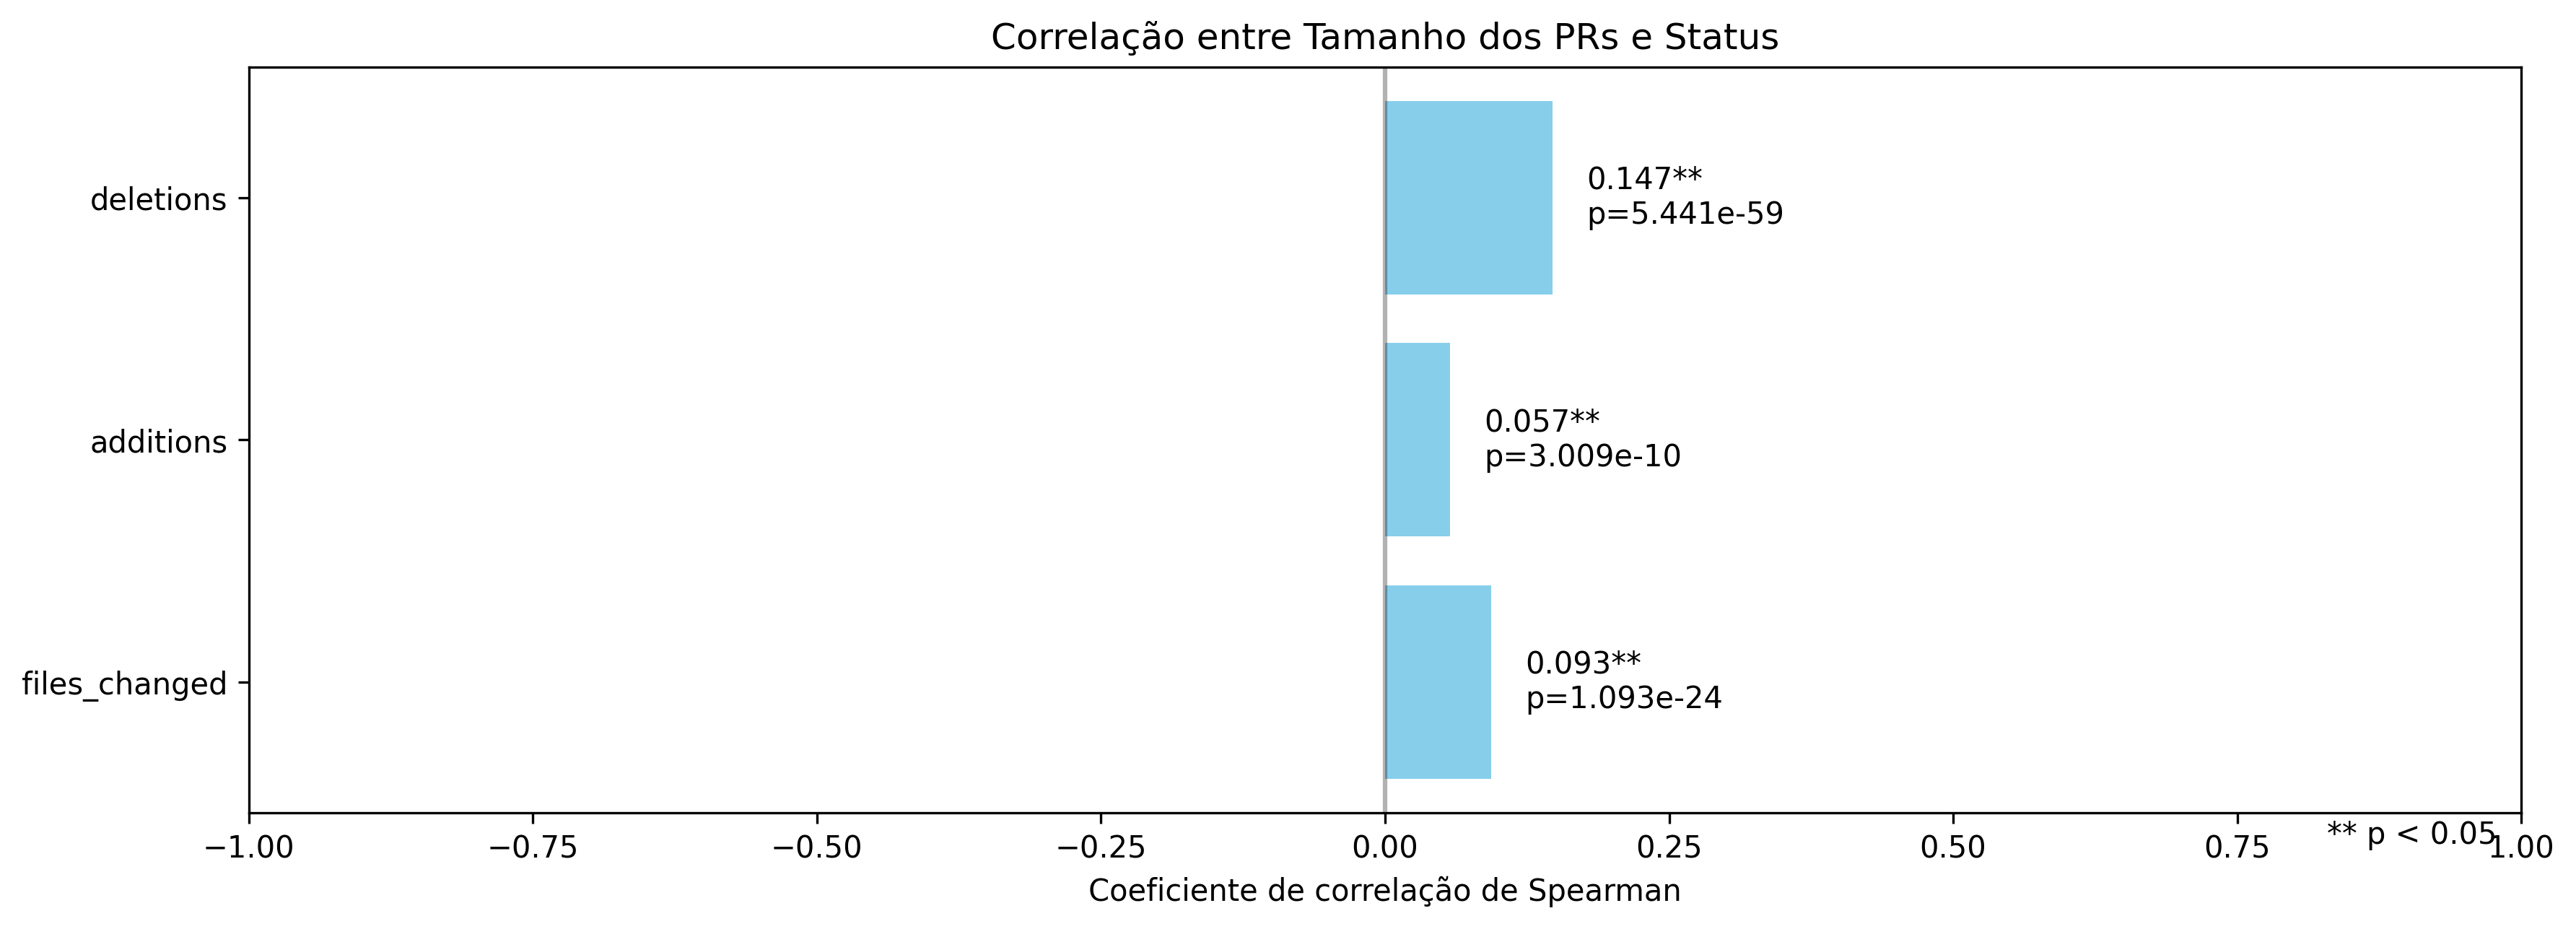 Correlação entre Tamanho dos PRs e Status
deletions
0.147**
p=5.441e-59
additions
0.057**
p=3.009e-10
files_changed
0.093**
p=1.093e-24
** p < 0.05
−1.00 −0.75 −0.50 −0.25 0.00 0.25 0.50 0.75 1.00
Coeficiente de correlação de Spearman